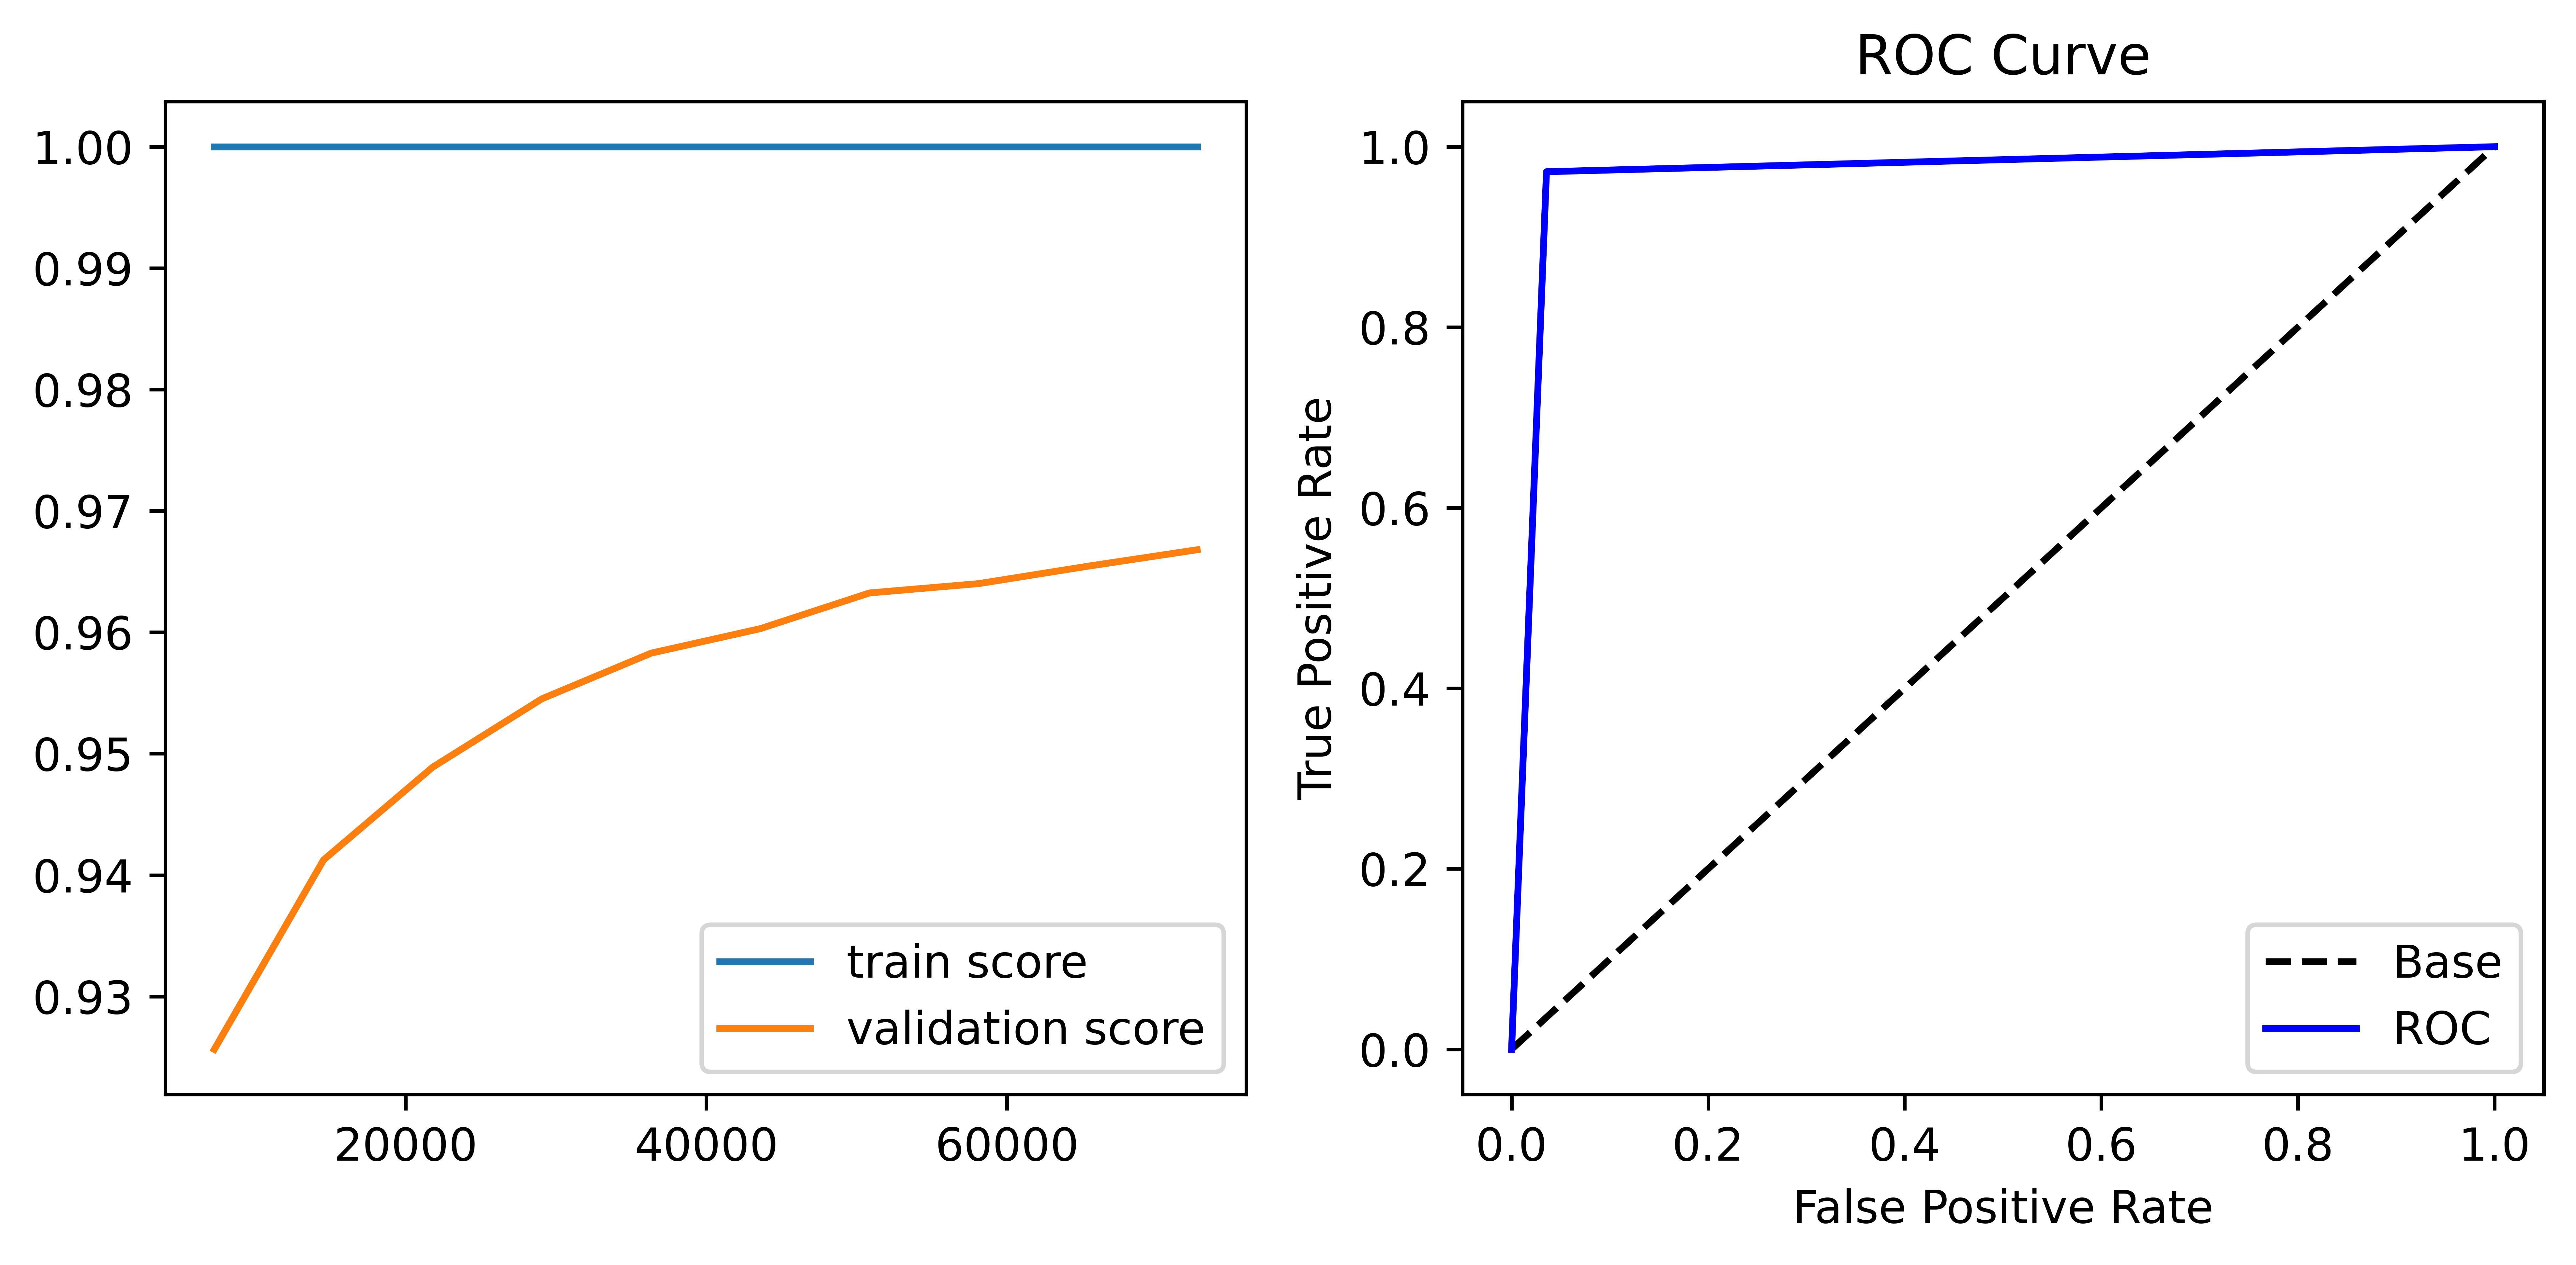 1.00
0.99
0.98
0.97
0.96
0.95
0.94
0.93
20000 40000 60000
train score
validation score
ROC Curve
True Positive Rate
1.0
0.8
0.6
0.4
0.2
0.0
0.0 0.2 0.4 0.6 0.8 1.0
False Positive Rate
Base
ROC